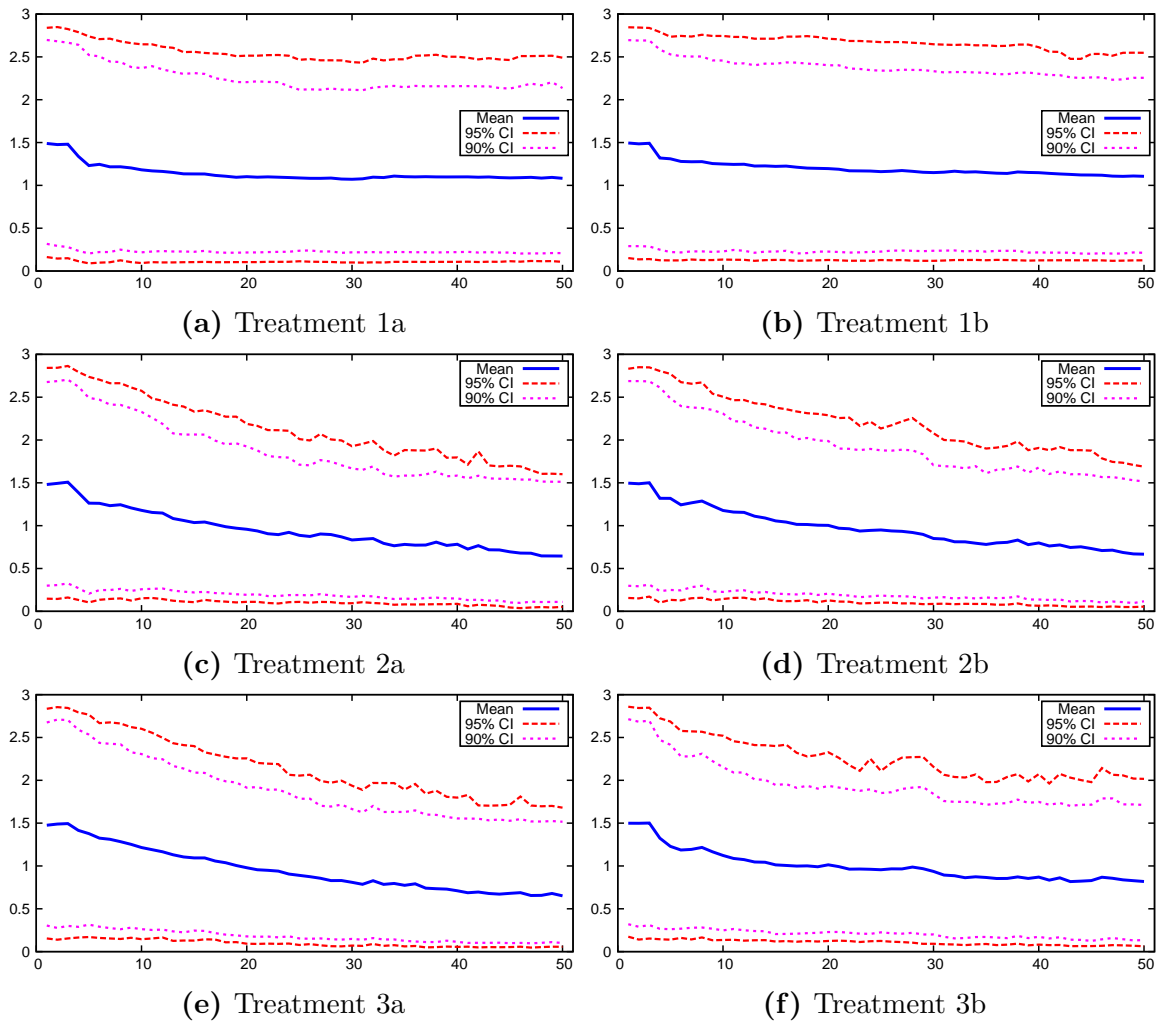 3
2.5
2
1.5
1
0.5
0
0 10 20 30 40 50
Mean
95% CI
90% CI
(a) Treatment 1a
3
2.5
2
1.5
1
0.5
0
0 10 20 30 40 50
Mean
95% CI
90% CI
(b) Treatment 1b
3
2.5
2
1.5
1
0.5
0
0 10 20 30 40 50
Mean
95% CI
90% CI
(c) Treatment 2a
3
2.5
2
1.5
1
0.5
0
0 10 20 30 40 50
Mean
95% CI
90% CI
(d) Treatment 2b
3
2.5
2
1.5
1
0.5
0
0 10 20 30 40 50
Mean
95% CI
90% CI
(e) Treatment 3a
3
2.5
2
1.5
1
0.5
0
0 10 20 30 40 50
Mean
95% CI
90% CI
(f) Treatment 3b